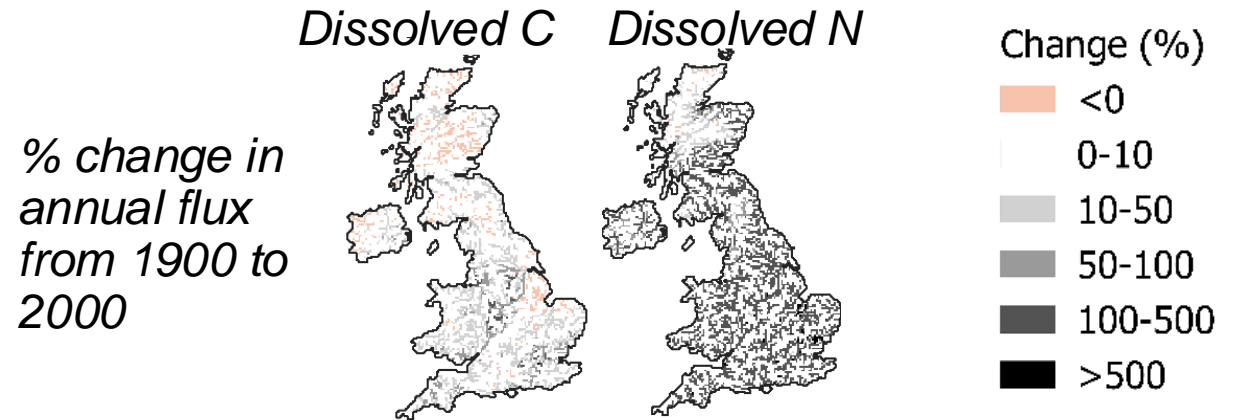 Dissolved C
Dissolved N
% change in
annual flux
from 1900 to
2000
Change (%)
<0
0-10
10-50
50-100
100-500
>500